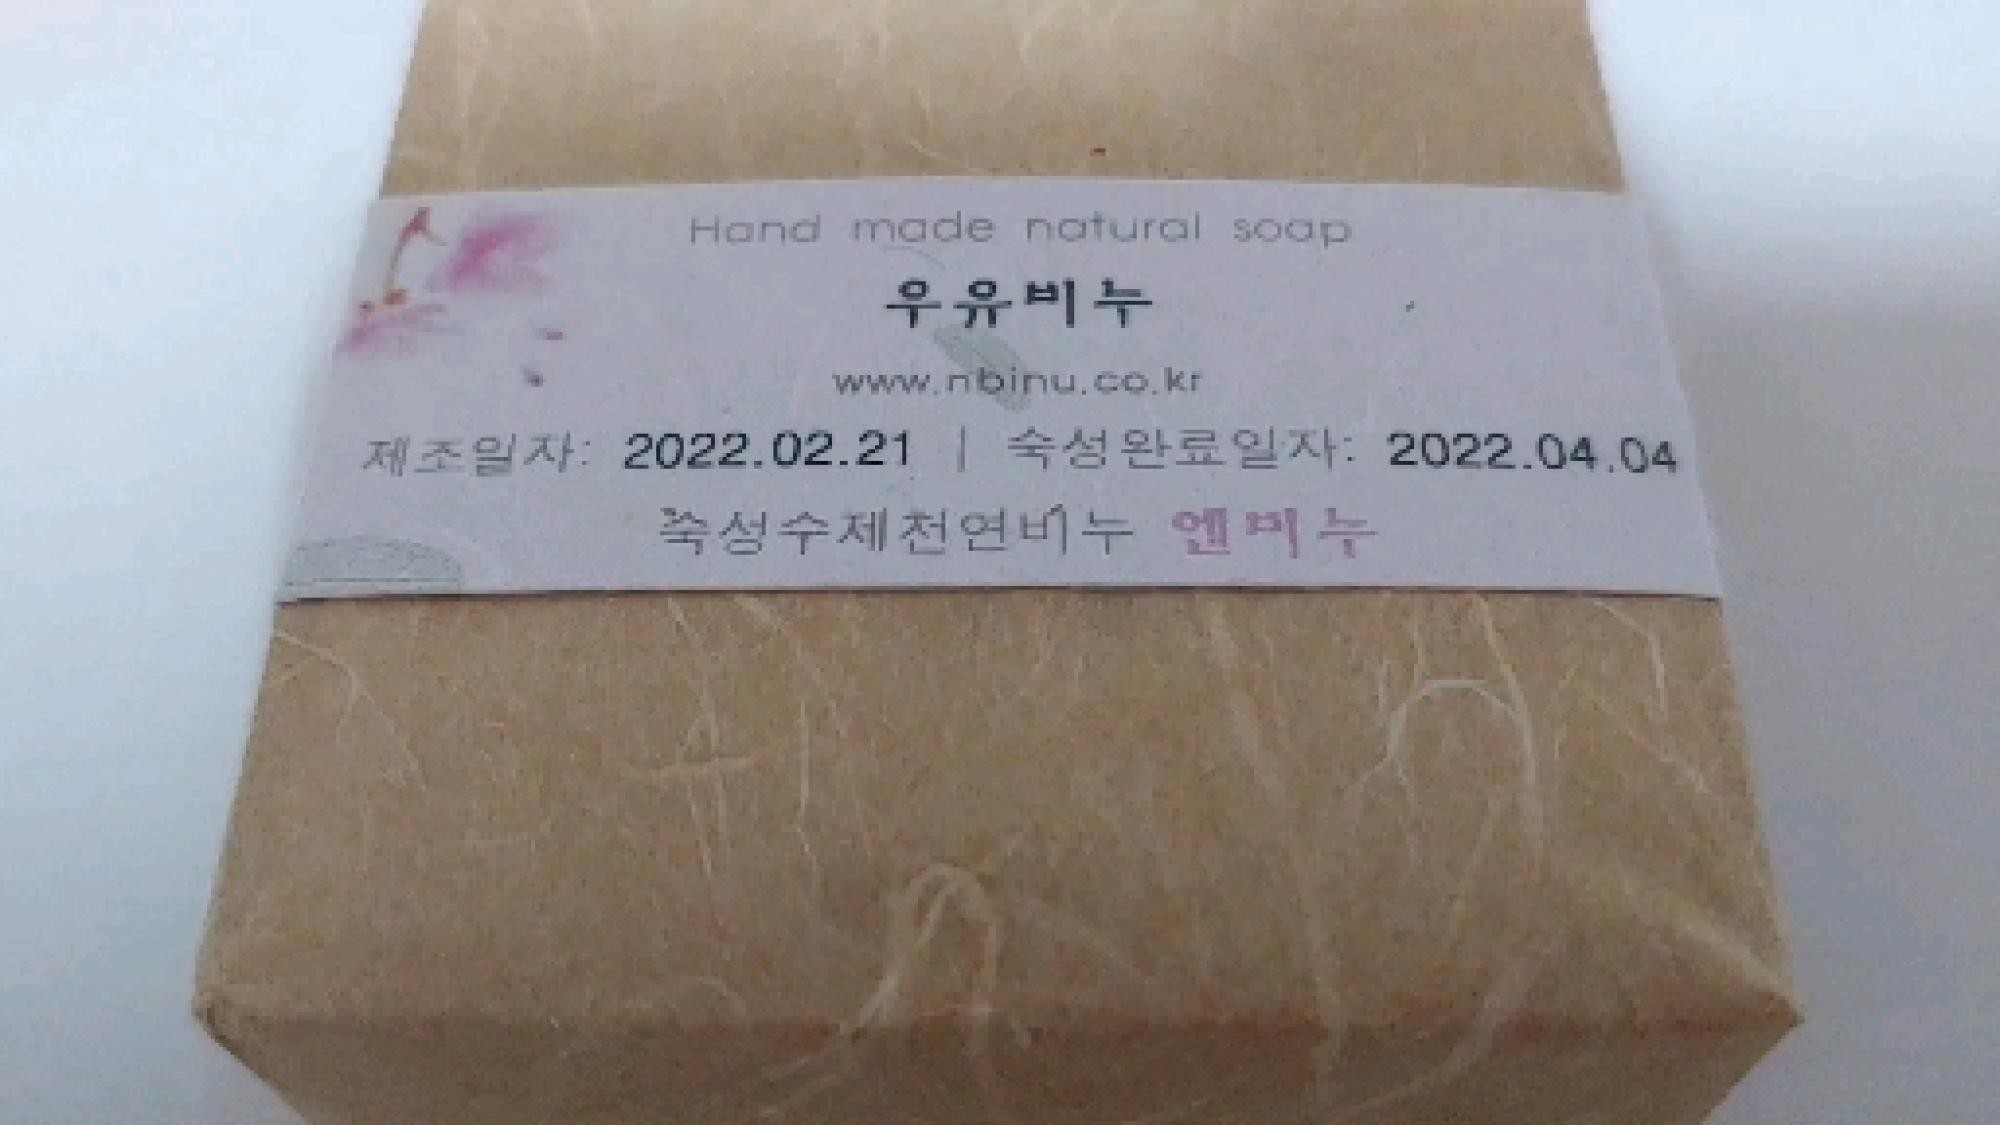 Hand made natural soap
우유비누
www.nbinu.co.kr
제조일자: 2022.02.21 | 숙성완료일자: 2022.04.04
숙성수제천연비누 엔비누